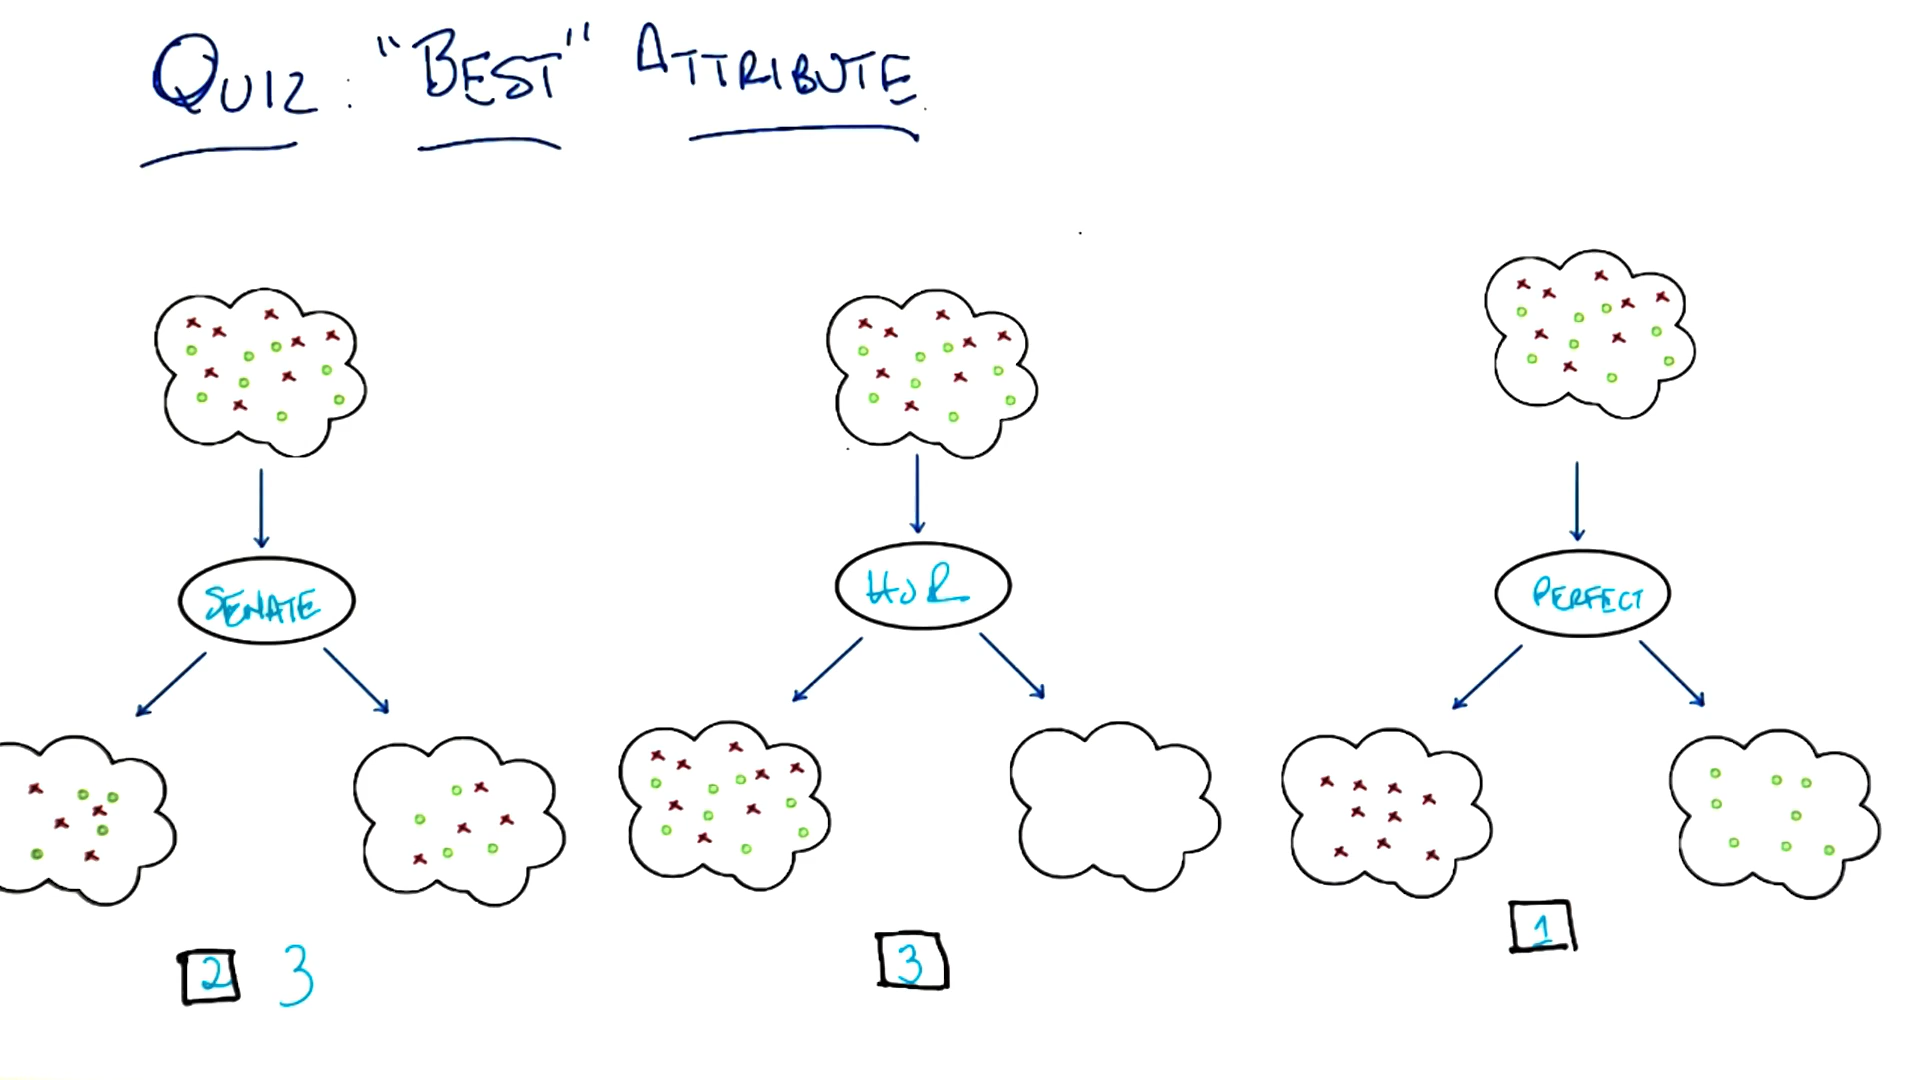 QUIZ: "BEST" ATTRIBUTE
SENATE
HOR
PERFECT
2 3
3
1